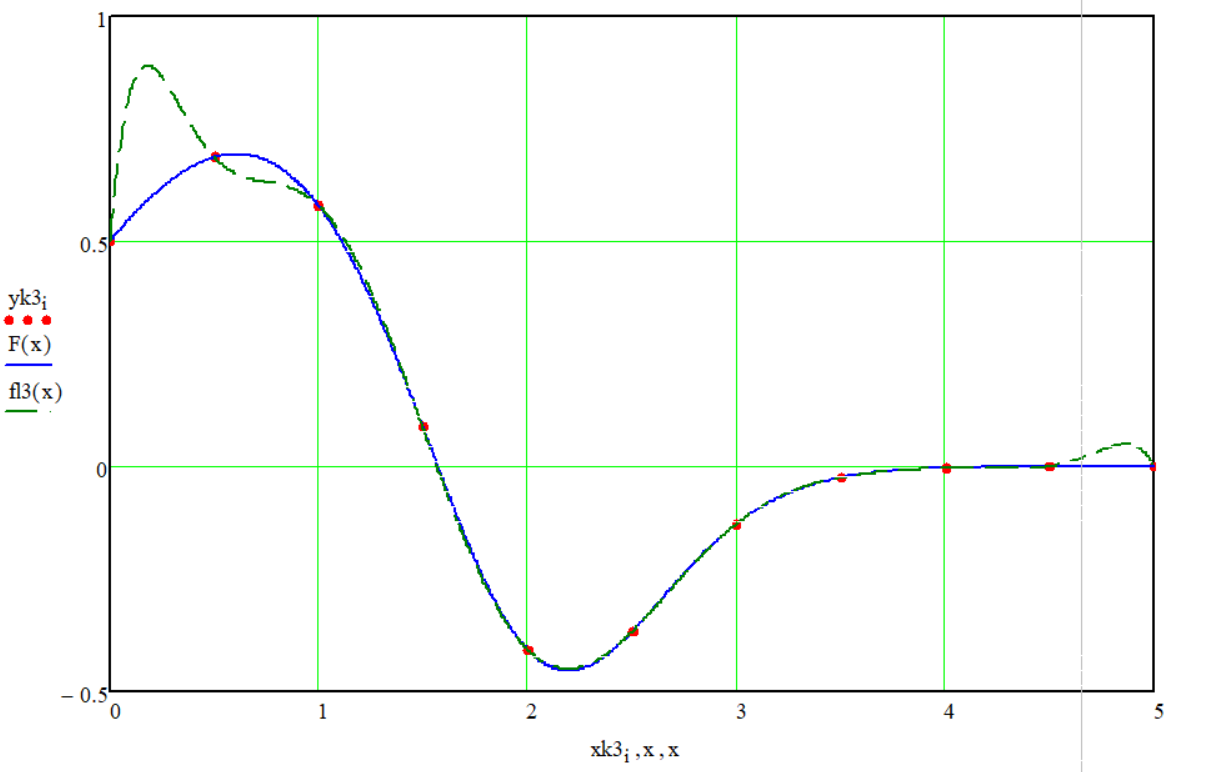 1
0.5
yk3i
F(x)
fl3(x)
0
− 0.5
0 1 2 3 4 5
xk3i , x , x